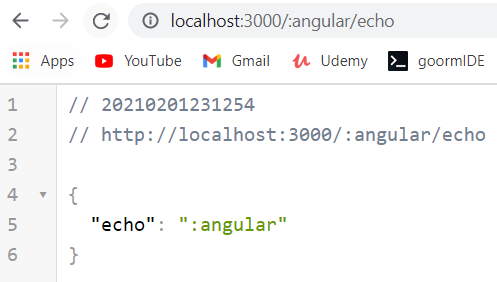 localhost:3000/:angular/echo
Apps YouTube Gmail Udemy goormIDE
1 // 20210201231254
2 // http://localhost:3000/:angular/echo
3
4 {
5 "echo": ":angular"
6 }